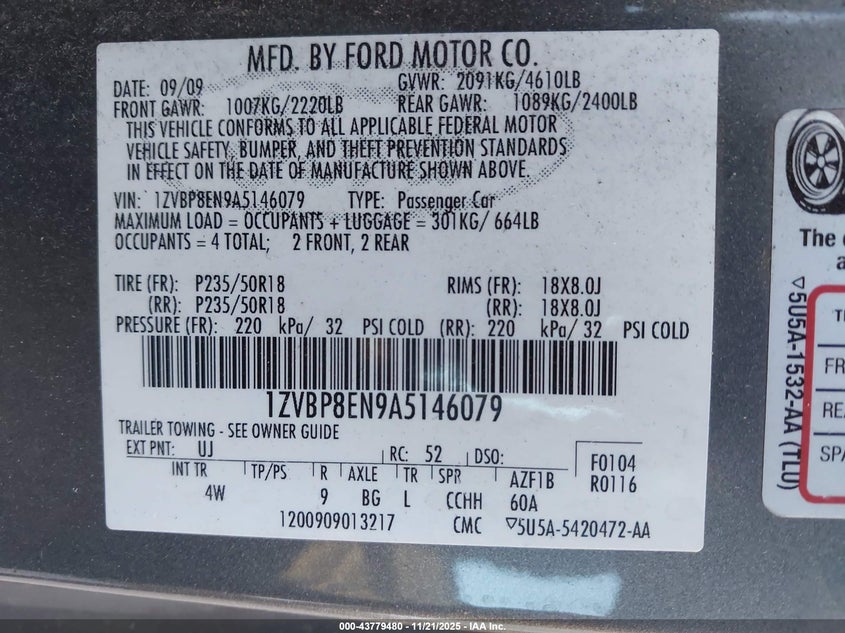 MFD. BY FORD MOTOR CO.
DATE: 09/09 GVWR: 2091KG/4610LB
FRONT GAWR: 1007KG/2220LB REAR GAWR: 1089KG/2400LB
THIS VEHICLE CONFORMS TO ALL APPLICABLE FEDERAL MOTOR
VEHICLE SAFETY, BUMPER, AND THEFT PREVENTION STANDARDS
IN EFFECT ON THE DATE OF MANUFACTURE SHOWN ABOVE.
VIN: 1ZVBP8EN9A5146079 TYPE: Passenger Car
MAXIMUM LOAD = OCCUPANTS + LUGGAGE = 301KG/ 664LB
OCCUPANTS = 4 TOTAL; 2 FRONT, 2 REAR
TIRE (FR): P235/50R18 RIMS (FR): 18X8.0J
(RR): P235/50R18 (RR): 18X8.0J
PRESSURE (FR): 220 kPa/ 32 PSI COLD (RR): 220 kPa/ 32 PSI COLD
1ZVBP8EN9A5146079
TRAILER TOWING - SEE OWNER GUIDE
EXT PNT: UJ RC: 52 DSO: F0104
INT TR TP/PS R AXLE TR SPR AZF1B R0116
4W 9 BG L CCHH 60A
1200909013217 CMC ▽5U5A-5420472-AA
The
a
▽5U5A-1532-AA (TLU)
FR
REA
SPA
000-43779480 - 11/21/2025 - IAA Inc.